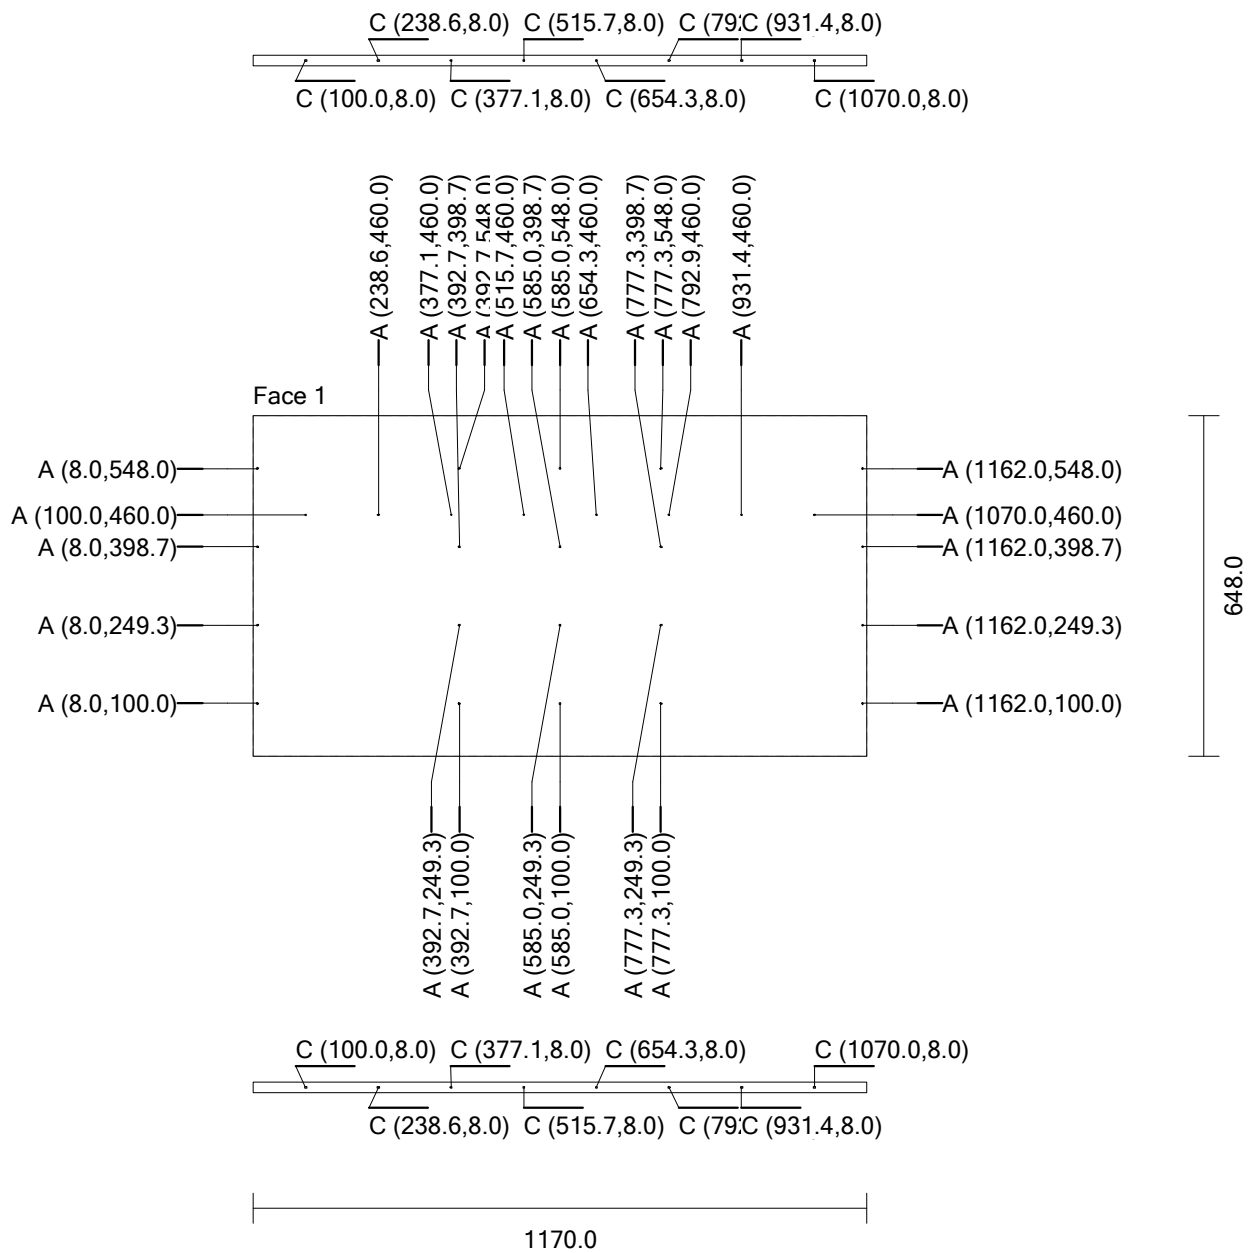 C (238.6,8.0)
C (515.7,8.0)
C (79
C (931.4,8.0)
C (100.0,8.0)
C (377.1,8.0)
C (654.3,8.0)
C (1070.0,8.0)
A (238.6,460.0)
A (377.1,460.0)
A (392.7,398.7)
A (392.7,548.0)
A (515.7,460.0)
A (585.0,398.7)
A (585.0,548.0)
A (654.3,460.0)
A (777.3,398.7)
A (777.3,548.0)
A (792.9,460.0)
A (931.4,460.0)
Face 1
A (8.0,548.0)
A (1162.0,548.0)
A (100.0,460.0)
A (1070.0,460.0)
A (8.0,398.7)
A (1162.0,398.7)
648.0
A (8.0,249.3)
A (1162.0,249.3)
A (8.0,100.0)
A (1162.0,100.0)
A (392.7,249.3)
A (392.7,100.0)
A (585.0,249.3)
A (585.0,100.0)
A (777.3,249.3)
A (777.3,100.0)
C (100.0,8.0)
C (377.1,8.0)
C (654.3,8.0)
C (1070.0,8.0)
C (238.6,8.0)
C (515.7,8.0)
C (79
C (931.4,8.0)
1170.0